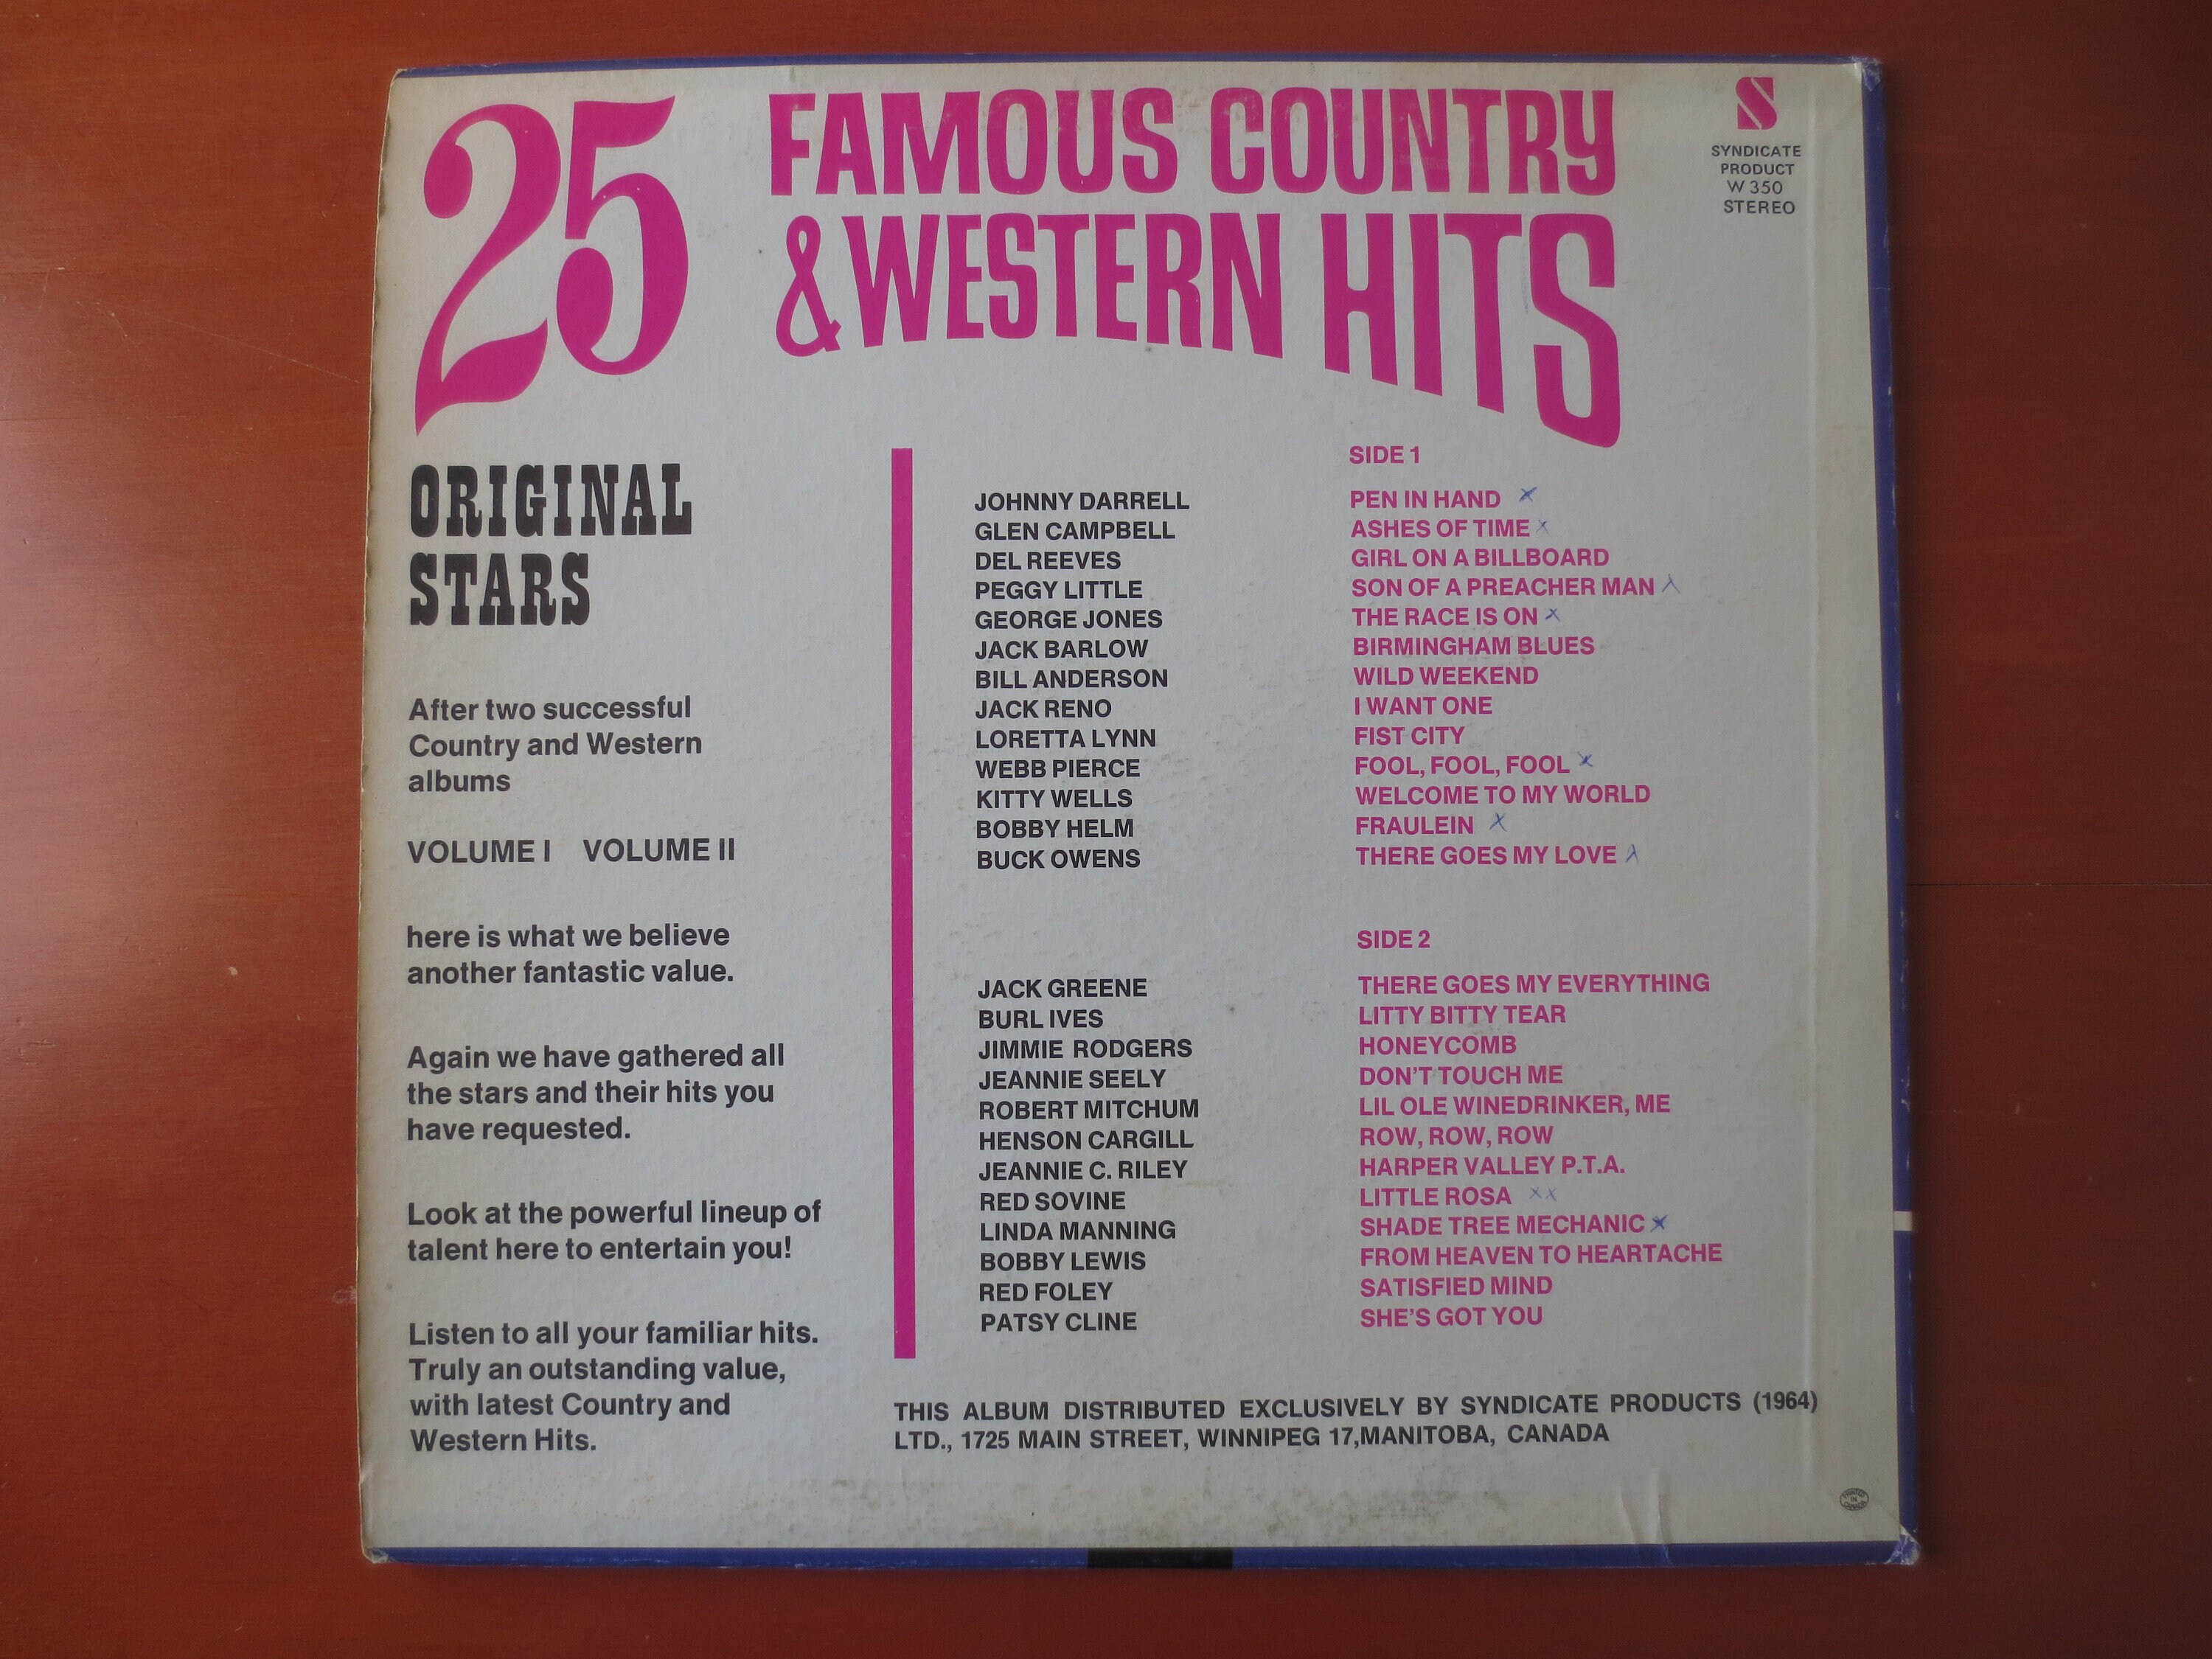 25 FAMOUS COUNTRY
& WESTERN HITS
S
SYNDICATE
PRODUCT
W 350
STEREO
ORIGINAL
STARS
After two successful
Country and Western
albums
VOLUME I VOLUME II
here is what we believe
another fantastic value.
Again we have gathered all
the stars and their hits you
have requested.
Look at the powerful lineup of
talent here to entertain you!
Listen to all your familiar hits.
Truly an outstanding value,
with latest Country and
Western Hits.
SIDE 1
JOHNNY DARRELL PEN IN HAND x
GLEN CAMPBELL ASHES OF TIME x
DEL REEVES GIRL ON A BILLBOARD
PEGGY LITTLE SON OF A PREACHER MAN x
GEORGE JONES THE RACE IS ON x
JACK BARLOW BIRMINGHAM BLUES
BILL ANDERSON WILD WEEKEND
JACK RENO I WANT ONE
LORETTA LYNN FIST CITY
WEBB PIERCE FOOL, FOOL, FOOL x
KITTY WELLS WELCOME TO MY WORLD
BOBBY HELM FRAULEIN x
BUCK OWENS THERE GOES MY LOVE x
SIDE 2
JACK GREENE THERE GOES MY EVERYTHING
BURL IVES LITTY BITTY TEAR
JIMMIE RODGERS HONEYCOMB
JEANNIE SEELY DON'T TOUCH ME
ROBERT MITCHUM LIL OLE WINEDRINKER, ME
HENSON CARGILL ROW, ROW, ROW
JEANNIE C. RILEY HARPER VALLEY P.T.A.
RED SOVINE LITTLE ROSA xx
LINDA MANNING SHADE TREE MECHANIC x
BOBBY LEWIS FROM HEAVEN TO HEARTACHE
RED FOLEY SATISFIED MIND
PATSY CLINE SHE'S GOT YOU
THIS ALBUM DISTRIBUTED EXCLUSIVELY BY SYNDICATE PRODUCTS (1964)
LTD., 1725 MAIN STREET, WINNIPEG 17,MANITOBA, CANADA
PRINTED
IN
CANADA